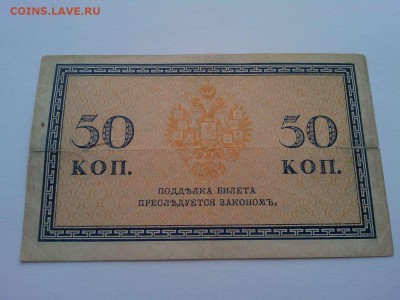 COINS.LAVE.RU
50 50
КОП. КОП.
ПОДДѢЛКА БИЛЕТА
ПРЕСЛѢДУЕТСЯ ЗАКОНОМЪ.